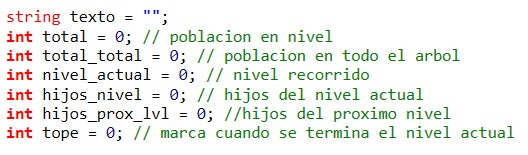 string texto = "";
int total = 0; // poblacion en nivel
int total_total = 0; // poblacion en todo el arbol
int nivel_actual = 0; // nivel recorrido
int hijos_nivel = 0; // hijos del nivel actual
int hijos_prox_lvl = 0; //hijos del proximo nivel
int tope = 0; // marca cuando se termina el nivel actual